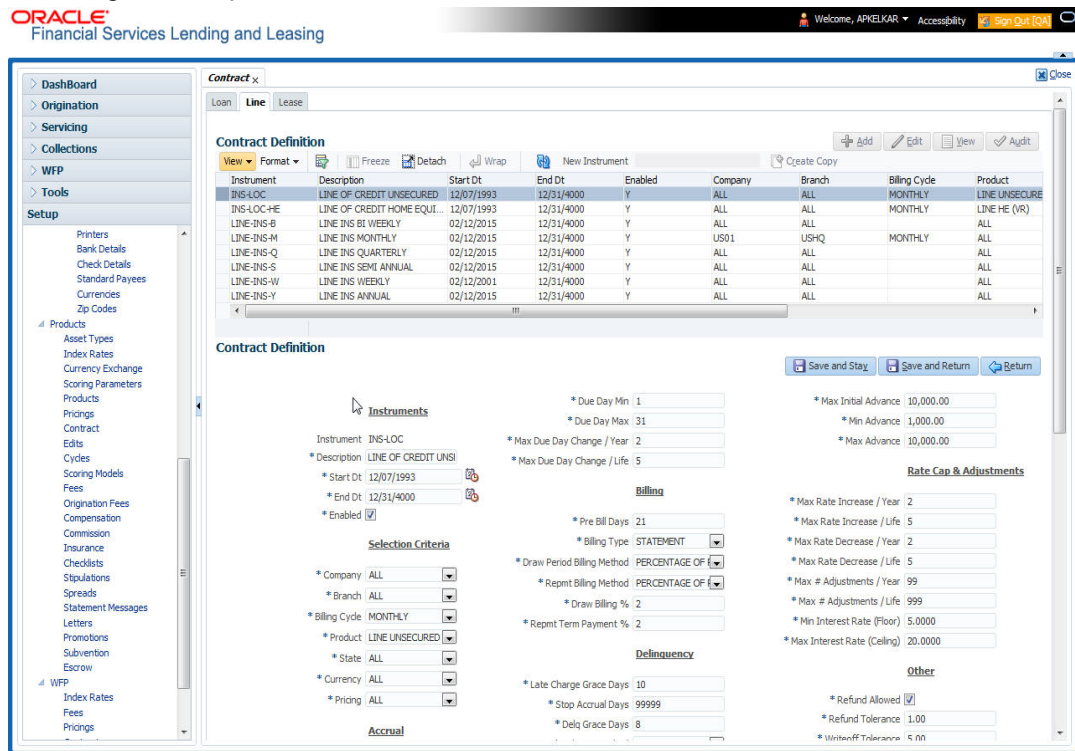 ORACLE
Financial Services Lending and Leasing
Welcome, APKELKAR
Accessibility
Sign Out [QA]
DashBoard
Origination
Servicing
Collections
WFP
Tools
Setup
Printers
Bank Details
Check Details
Standard Payees
Currencies
Zip Codes
Products
Asset Types
Index Rates
Currency Exchange
Scoring Parameters
Products
Pricings
Contract
Edits
Cycles
Scoring Models
Fees
Origination Fees
Compensation
Commission
Insurance
Checklists
Stipulations
Spreads
Statement Messages
Letters
Promotions
Subvention
Escrow
WFP
Index Rates
Fees
Pricings
Contract x
Close
Loan Line Lease
Contract Definition
Add Edit View Audit
View Format Freeze Detach Wrap New Instrument Create Copy
Instrument Description Start Dt End Dt Enabled Company Branch Billing Cycle Product
INS-LOC LINE OF CREDIT UNSECURED 12/07/1993 12/31/4000 Y ALL ALL MONTHLY LINE UNSECURE
INS-LOC-HE LINE OF CREDIT HOME EQUI... 12/07/1993 12/31/4000 Y ALL ALL MONTHLY LINE HE (VR)
LINE-INS-B LINE INS BI WEEKLY 02/12/2015 12/31/4000 Y ALL ALL ALL
LINE-INS-M LINE INS MONTHLY 02/12/2015 12/31/4000 Y US01 USHQ MONTHLY ALL
LINE-INS-Q LINE INS QUARTERLY 02/12/2015 12/31/4000 Y ALL ALL ALL
LINE-INS-S LINE INS SEMI ANNUAL 02/12/2015 12/31/4000 Y ALL ALL ALL
LINE-INS-W LINE INS WEEKLY 02/12/2001 12/31/4000 Y ALL ALL ALL
LINE-INS-Y LINE INS ANNUAL 02/12/2015 12/31/4000 Y ALL ALL ALL
Contract Definition
Save and Stay Save and Return Return
Instruments
Instrument INS-LOC
* Description LINE OF CREDIT UNSI
* Start Dt 12/07/1993
* End Dt 12/31/4000
* Enabled
Selection Criteria
* Company ALL
* Branch ALL
* Billing Cycle MONTHLY
* Product LINE UNSECURED
* State ALL
* Currency ALL
* Pricing ALL
Accrual
* Due Day Min 1
* Due Day Max 31
* Max Due Day Change / Year 2
* Max Due Day Change / Life 5
Billing
* Pre Bill Days 21
* Billing Type STATEMENT
* Draw Period Billing Method PERCENTAGE OF
* Repmt Billing Method PERCENTAGE OF
* Draw Billing % 2
* Repmt Term Payment % 2
Delinquency
* Late Charge Grace Days 10
* Stop Accrual Days 99999
* Delq Grace Days 8
* Max Initial Advance 10,000.00
* Min Advance 1,000.00
* Max Advance 10,000.00
Rate Cap & Adjustments
* Max Rate Increase / Year 2
* Max Rate Increase / Life 5
* Max Rate Decrease / Year 2
* Max Rate Decrease / Life 5
* Max # Adjustments / Year 99
* Max # Adjustments / Life 999
* Min Interest Rate (Floor) 5.0000
* Max Interest Rate (Ceiling) 20.0000
Other
* Refund Allowed
* Refund Tolerance 1.00
* Writeoff Tolerance 5.00